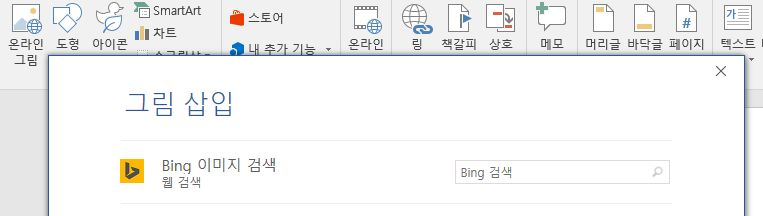 온라인 그림
도형
아이콘
SmartArt
차트
스토어
내 추가 기능
온라인
링
책갈피
상호
메모
머리글
바닥글
페이지
텍스트
그림 삽입
Bing 이미지 검색
웹 검색
Bing 검색